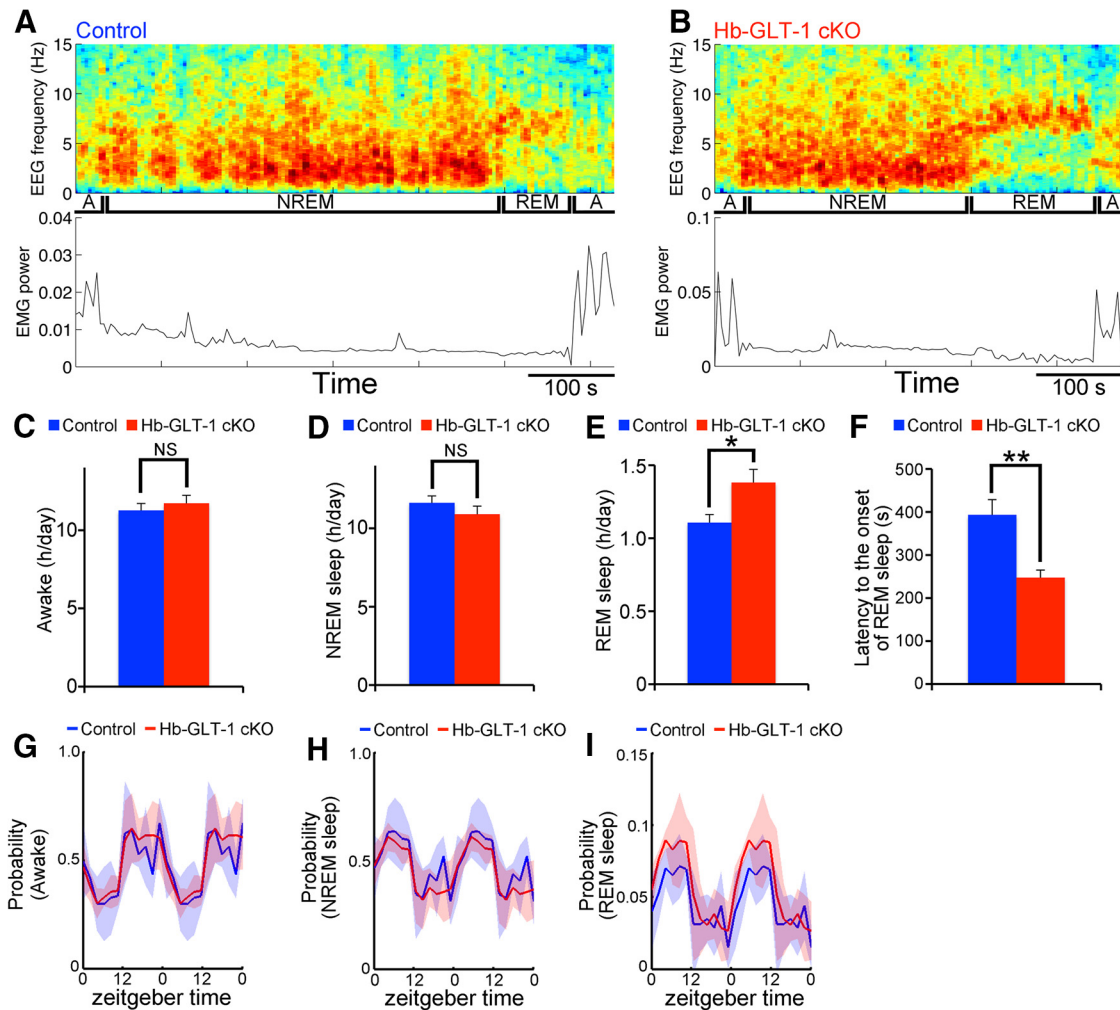 A Control
15
10
5
0
EEG frequency (Hz)
A NREM REM A
0.04
0.03
0.02
0.01
0
EMG power
Time 100 s
B Hb-GLT-1 cKO
15
10
5
0
EEG frequency (Hz)
A NREM REM A
0.1
0.05
0
EMG power
Time 100 s
C Control Hb-GLT-1 cKO
NS
10
5
0
Awake (h/day)
D Control Hb-GLT-1 cKO
NS
10
5
0
NREM sleep (h/day)
E Control Hb-GLT-1 cKO
*
1.5
1.0
0.5
0
REM sleep (h/day)
F Control Hb-GLT-1 cKO
**
500
400
300
200
100
0
Latency to the onset
of REM sleep (s)
G Control Hb-GLT-1 cKO
1.0
0.5
0
Probability
(Awake)
0 12 0 12 0
zeitgeber time
H Control Hb-GLT-1 cKO
1.0
0.5
0
Probability
(NREM sleep)
0 12 0 12 0
zeitgeber time
I Control Hb-GLT-1 cKO
0.15
0.1
0.05
0
Probability
(REM sleep)
0 12 0 12 0
zeitgeber time